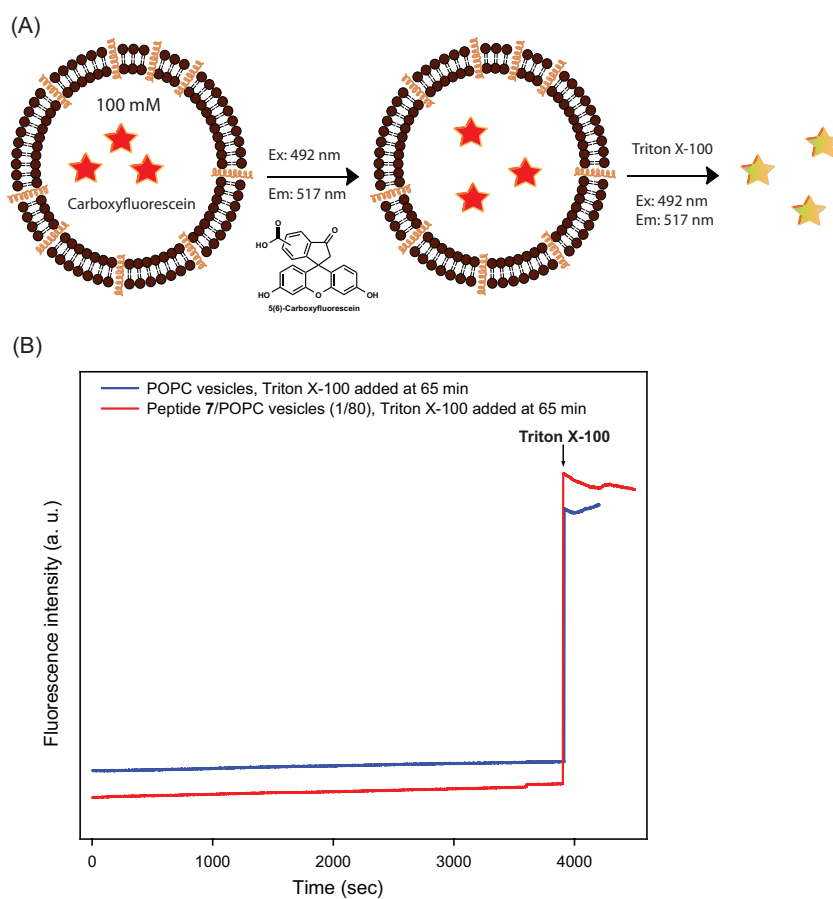 (A)
100 mM
Carboxyfluorescein
Ex: 492 nm
Em: 517 nm
O
HO
O
HO
O
OH
5(6)-Carboxyfluorescein
Triton X-100
Ex: 492 nm
Em: 517 nm
(B)
POPC vesicles, Triton X-100 added at 65 min
Peptide 7/POPC vesicles (1/80), Triton X-100 added at 65 min
Triton X-100
Fluorescence intensity (a. u.)
0 1000 2000 3000 4000
Time (sec)